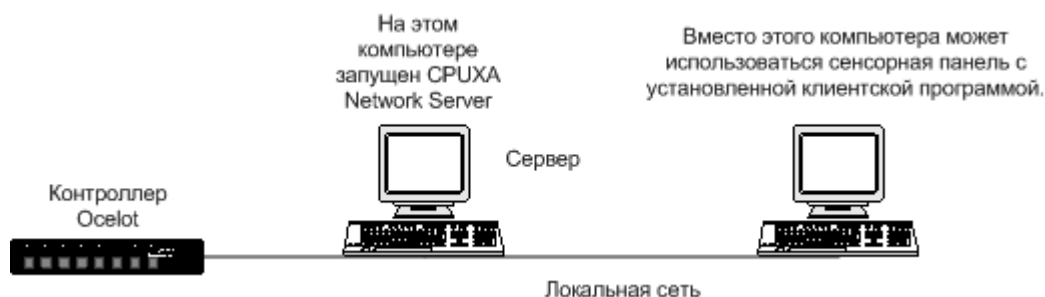 На этом
компьютере
запущен CPUXA
Network Server
Вместо этого компьютера может
использоваться сенсорная панель с
установленной клиентской программой.
Сервер
Контроллер
Ocelot
Локальная сеть